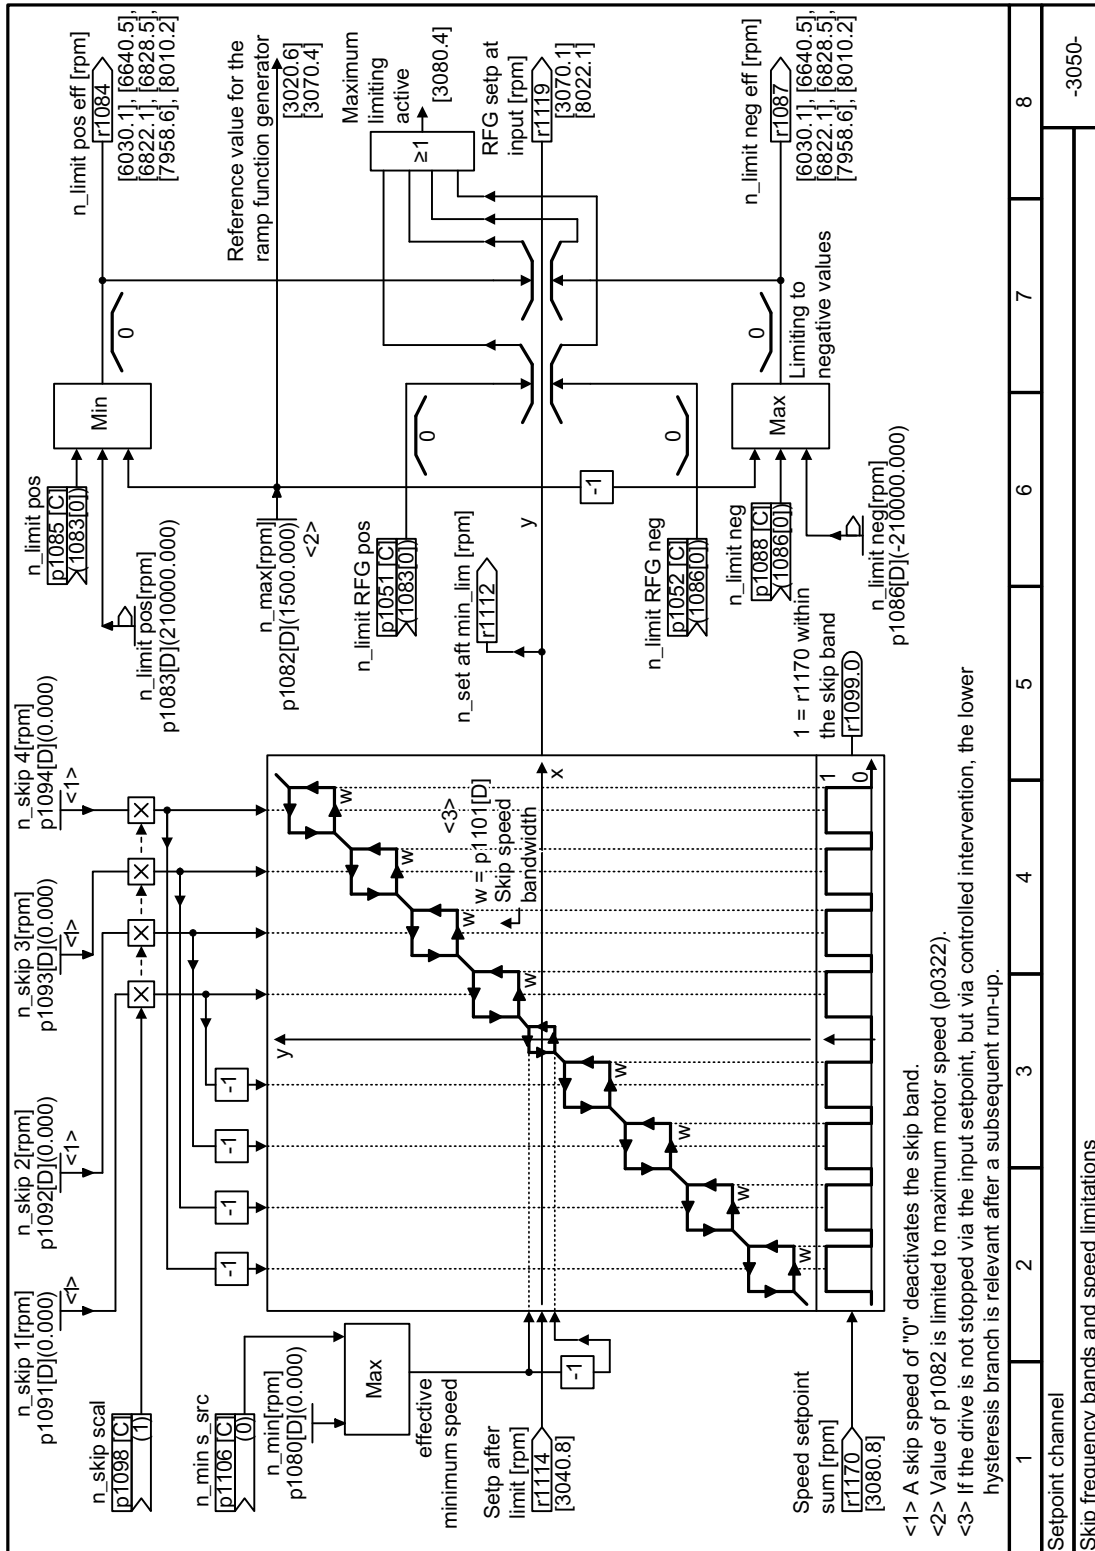 n_skip 1[rpm]
p1091[D](0.000)
<1>
n_skip 2[rpm]
p1092[D](0.000)
<1>
n_skip 3[rpm]
p1093[D](0.000)
<1>
n_skip 4[rpm]
p1094[D](0.000)
<1>
n_skip scal
p1098 [C]
(1)
n_min s_src
p1106 [C]
(0)
n_min[rpm]
p1080[D](0.000)
Max
effective
minimum speed
-1
Setp after
limit [rpm]
r1114
[3040.8]
Speed setpoint
sum [rpm]
r1170
[3080.8]
-1
-1
-1
-1
×
×
×
×
y
x
w
w
w
w
w
w
w
w
<3>
w = p1101[D]
Skip speed
bandwidth
1
0
1 = r1170 within
the skip band
r1099.0
n_set aft min_lim [rpm]
r1112
y
n_limit pos
p1085 [C]
(1083[0])
n_limit pos[rpm]
p1083[D](210000.000)
Min
0
n_limit pos eff [rpm]
r1084
[6030.1], [6640.5],
[6822.1], [6828.5],
[7958.6], [8010.2]
n_max[rpm]
p1082[D](1500.000)
<2>
Reference value for the
ramp function generator
[3020.6]
[3070.4]
n_limit RFG pos
p1051 [C]
(1083[0])
0
Maximum
limiting
active
≥1
[3080.4]
RFG setp at
input [rpm]
r1119
[3070.1]
[8022.1]
n_limit RFG neg
p1052 [C]
(1086[0])
0
-1
n_limit neg
p1088 [C]
(1086[0])
n_limit neg[rpm]
p1086[D](-210000.000)
Max
0
Limiting to
negative values
n_limit neg eff [rpm]
r1087
[6030.1], [6640.5],
[6822.1], [6828.5],
[7958.6], [8010.2]
<1> A skip speed of "0" deactivates the skip band.
<2> Value of p1082 is limited to maximum motor speed (p0322).
<3> If the drive is not stopped via the input setpoint, but via controlled intervention, the lower
hysteresis branch is relevant after a subsequent run-up.
1 2 3 4 5 6 7 8
Setpoint channel
Skip frequency bands and speed limitations
-3050-